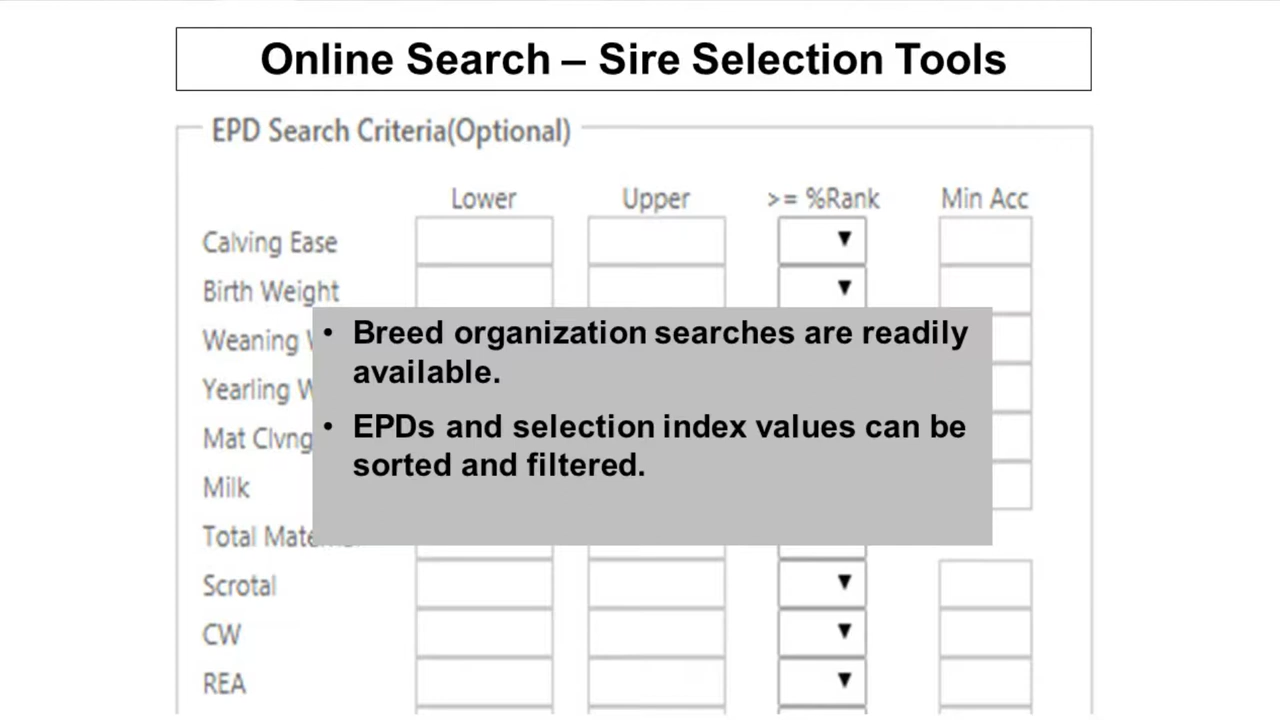 Online Search – Sire Selection Tools
EPD Search Criteria(Optional)
Lower Upper >= %Rank Min Acc
Calving Ease
Birth Weight
Weaning
Yearling
Mat Clvng
Milk
Total
Scrotal
CW
REA
• Breed organization searches are readily
available.
• EPDs and selection index values can be
sorted and filtered.